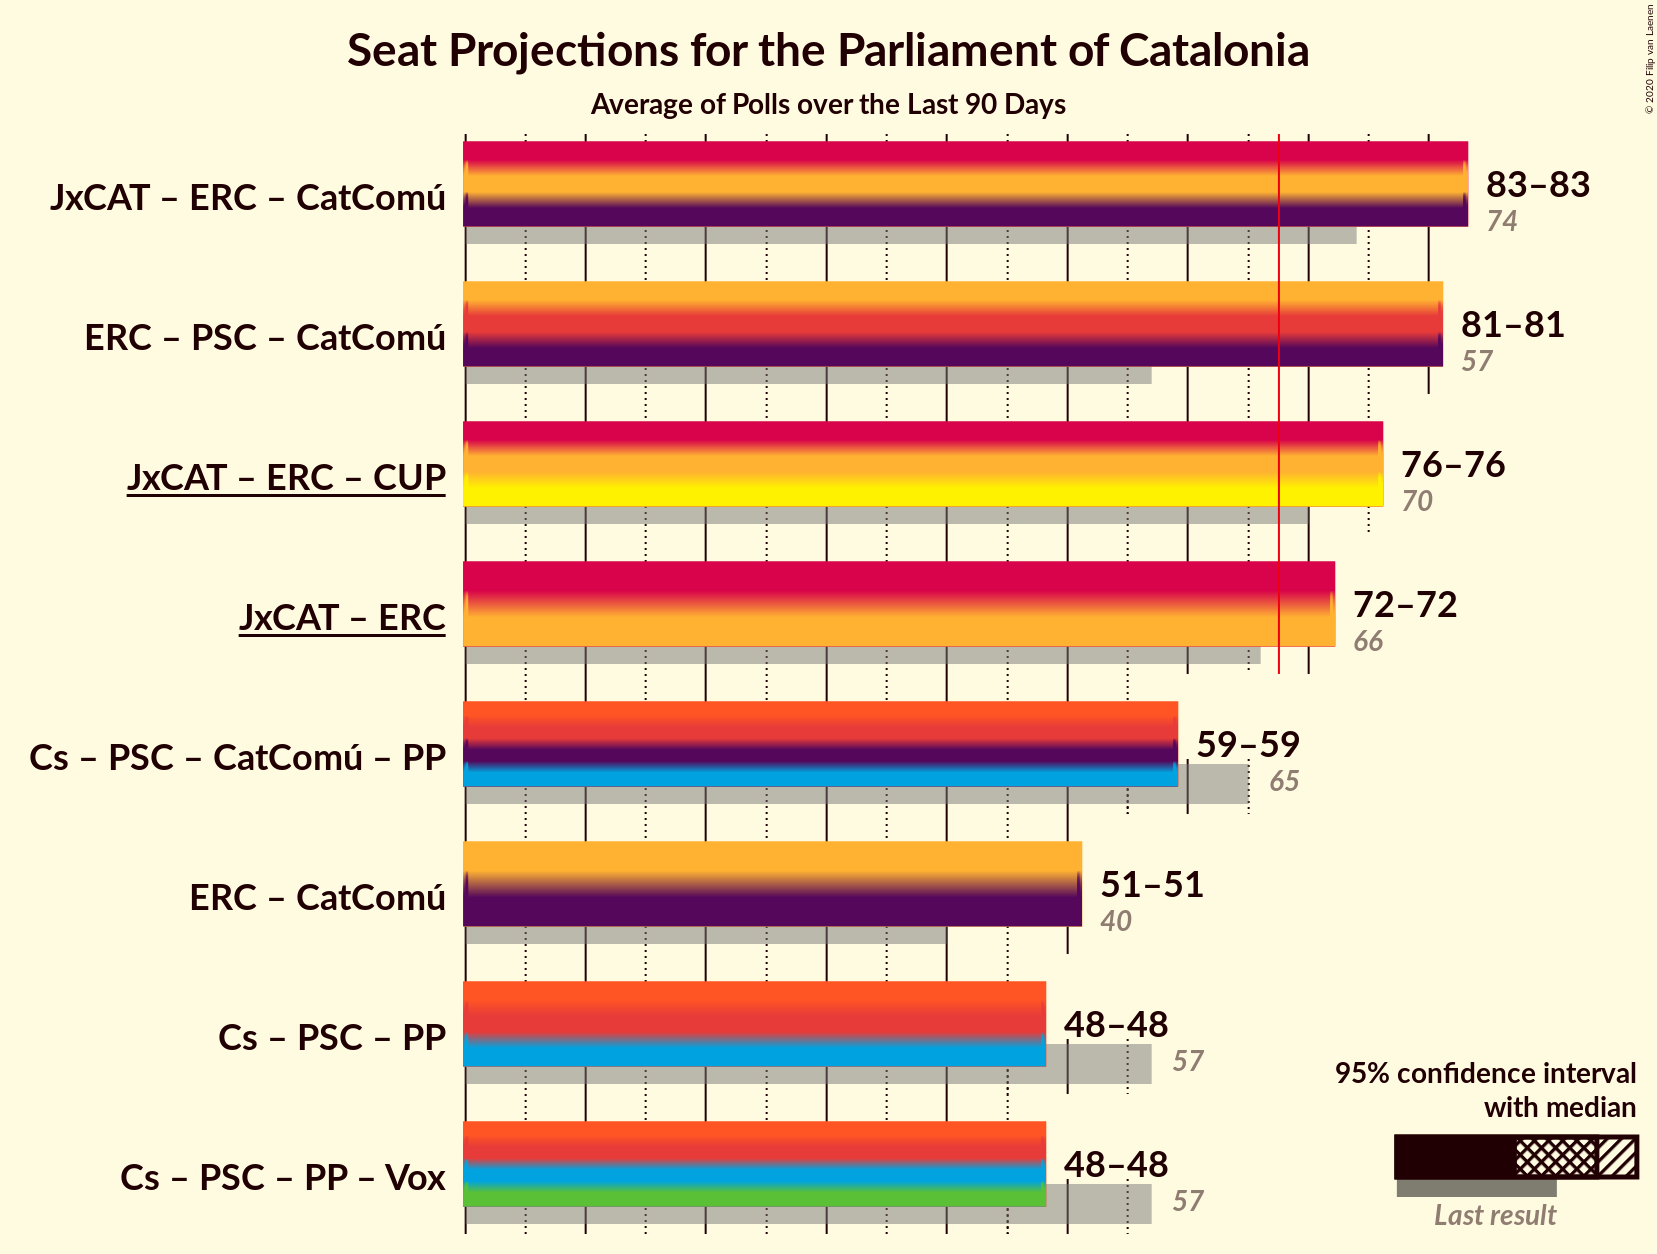 Seat Projections for the Parliament of Catalonia
Average of Polls over the Last 90 Days
© 2020 Filip van Laenen
JxCAT – ERC – CatComú
83–83
74
ERC – PSC – CatComú
81–81
57
JxCAT – ERC – CUP
76–76
70
JxCAT – ERC
72–72
66
Cs – PSC – CatComú – PP
59–59
65
ERC – CatComú
51–51
40
Cs – PSC – PP
48–48
57
Cs – PSC – PP – Vox
48–48
57
95% confidence interval
with median
Last result